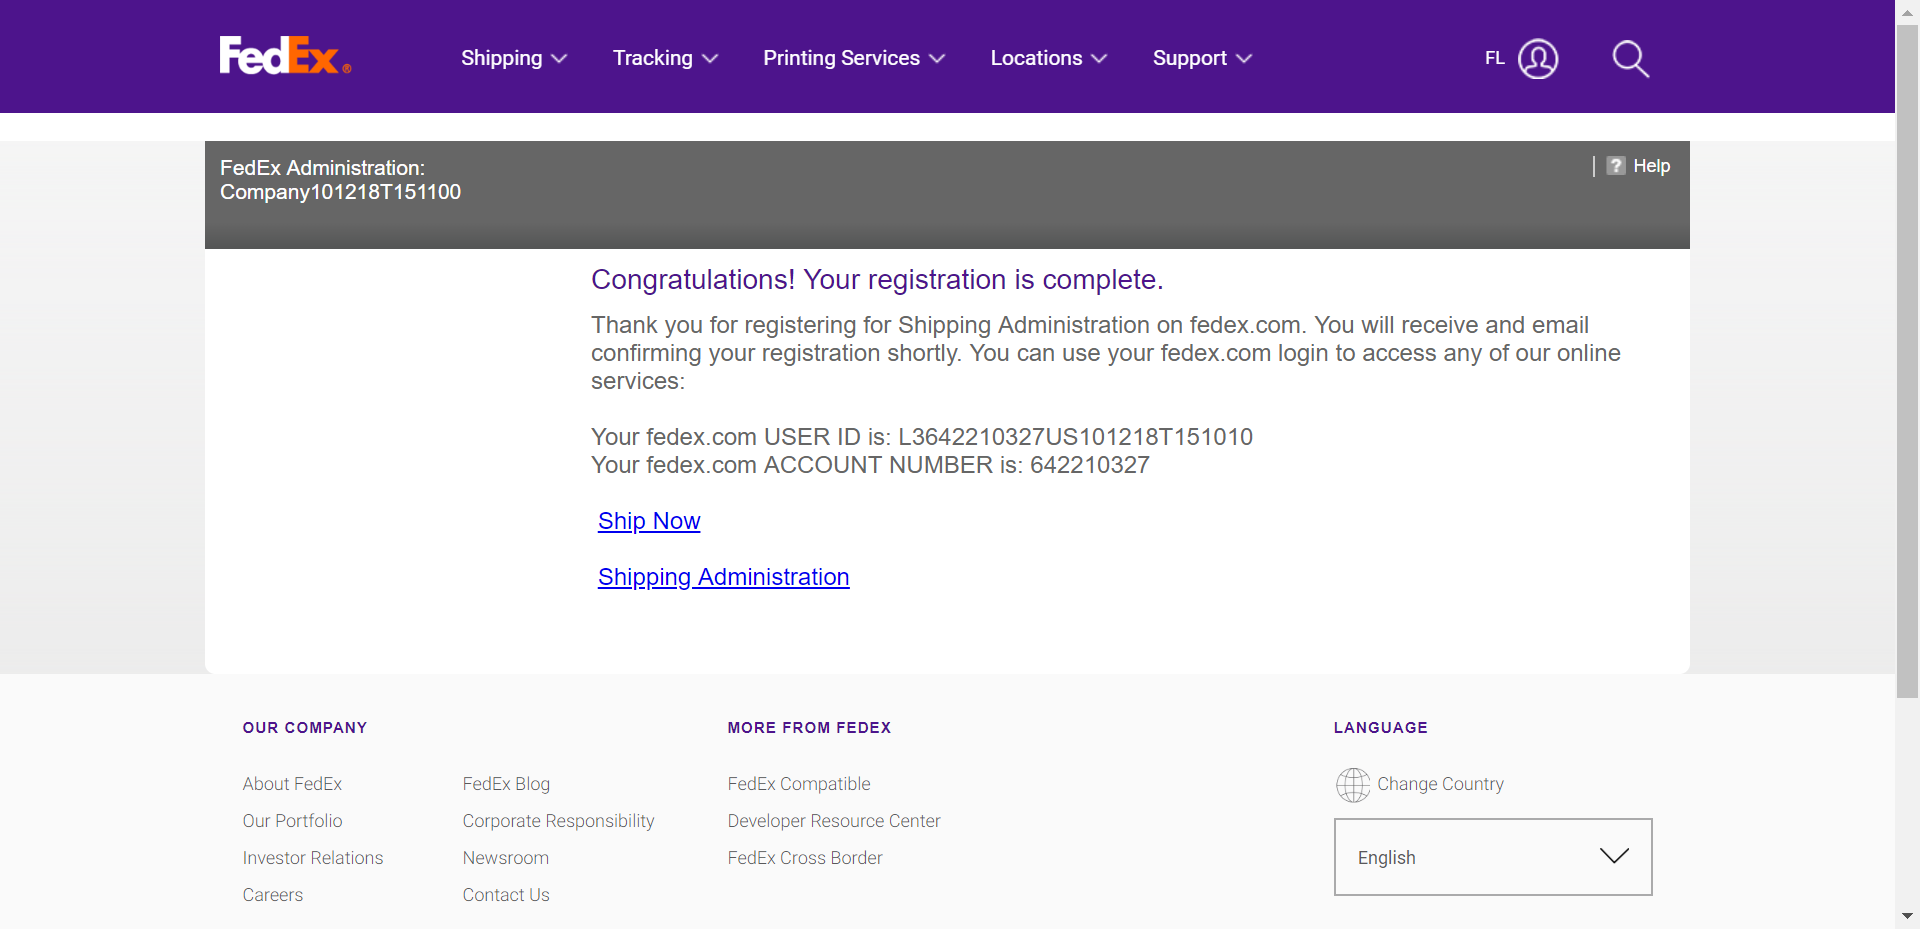 FedEx®
Shipping
Tracking
Printing Services
Locations
Support
FL
FedEx Administration:
Company101218T151100
? Help
Congratulations! Your registration is complete.
Thank you for registering for Shipping Administration on fedex.com. You will receive and email
confirming your registration shortly. You can use your fedex.com login to access any of our online
services:
Your fedex.com USER ID is: L3642210327US101218T151010
Your fedex.com ACCOUNT NUMBER is: 642210327
Ship Now
Shipping Administration
OUR COMPANY
About FedEx
Our Portfolio
Investor Relations
Careers
FedEx Blog
Corporate Responsibility
Newsroom
Contact Us
MORE FROM FEDEX
FedEx Compatible
Developer Resource Center
FedEx Cross Border
LANGUAGE
Change Country
English